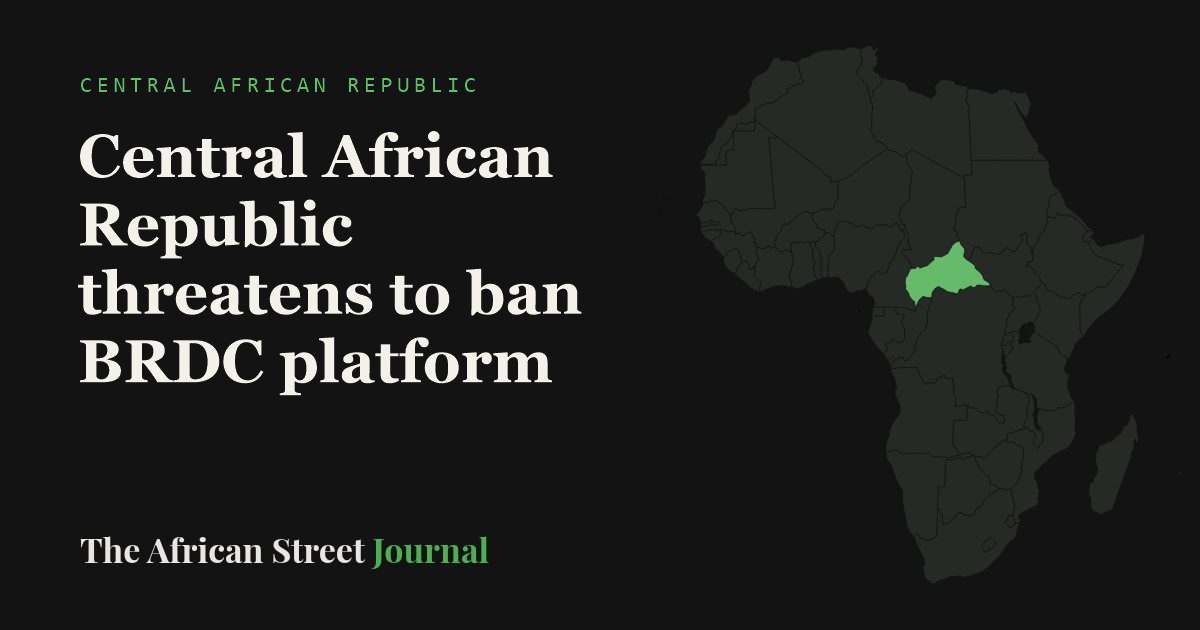 CENTRAL AFRICAN REPUBLIC
Central African
Republic
threatens to ban
BRDC platform
The African Street Journal